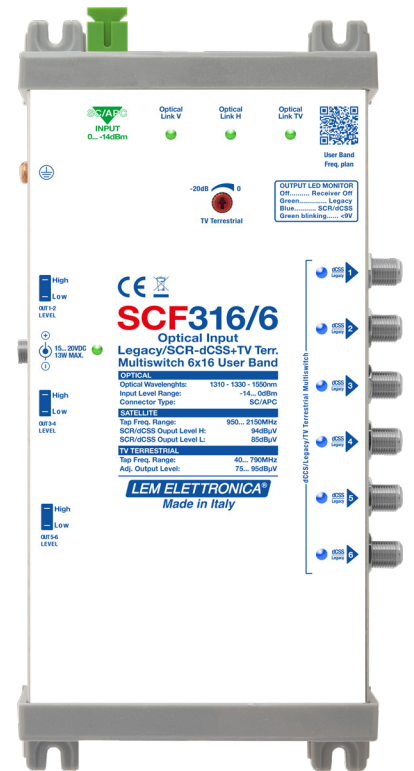 SC/APC
INPUT
0... -14dBm
Optical
Link V
Optical
Link H
Optical
Link TV
User Band
Freq. plan
-20dB 0
TV Terrestrial
OUTPUT LED MONITOR
Off.......... Receiver Off
Green.............. Legacy
Blue........... SCR/dCSS
Green blinking...... <9V
High
Low
OUT 1-2
LEVEL
15... 20VDC
13W MAX.
High
Low
OUT3-4
LEVEL
High
Low
OUT5-6
LEVEL
CE
SCF316/6
Optical Input
Legacy/SCR-dCSS+TV Terr.
Multiswitch 6x16 User Band
OPTICAL
Optical Wavelenghts: 1310 - 1330 - 1550nm
Input Level Range: -14... 0dBm
Connector Type: SC/APC
SATELLITE
Tap Freq. Range: 950... 2150MHz
SCR/dCSS Ouput Level H: 94dBµV
SCR/dCSS Ouput Level L: 85dBµV
TV TERRESTRIAL
Tap Freq. Range: 40... 790MHz
Adj. Output Level: 75... 95dBµV
LEM ELETTRONICA®
Made in Italy
dCCS/Legacy/TV Terrestrial Multiswitch
dCSS
Legacy 1
dCSS
Legacy 2
dCSS
Legacy 3
dCSS
Legacy 4
dCSS
Legacy 5
dCSS
Legacy 6